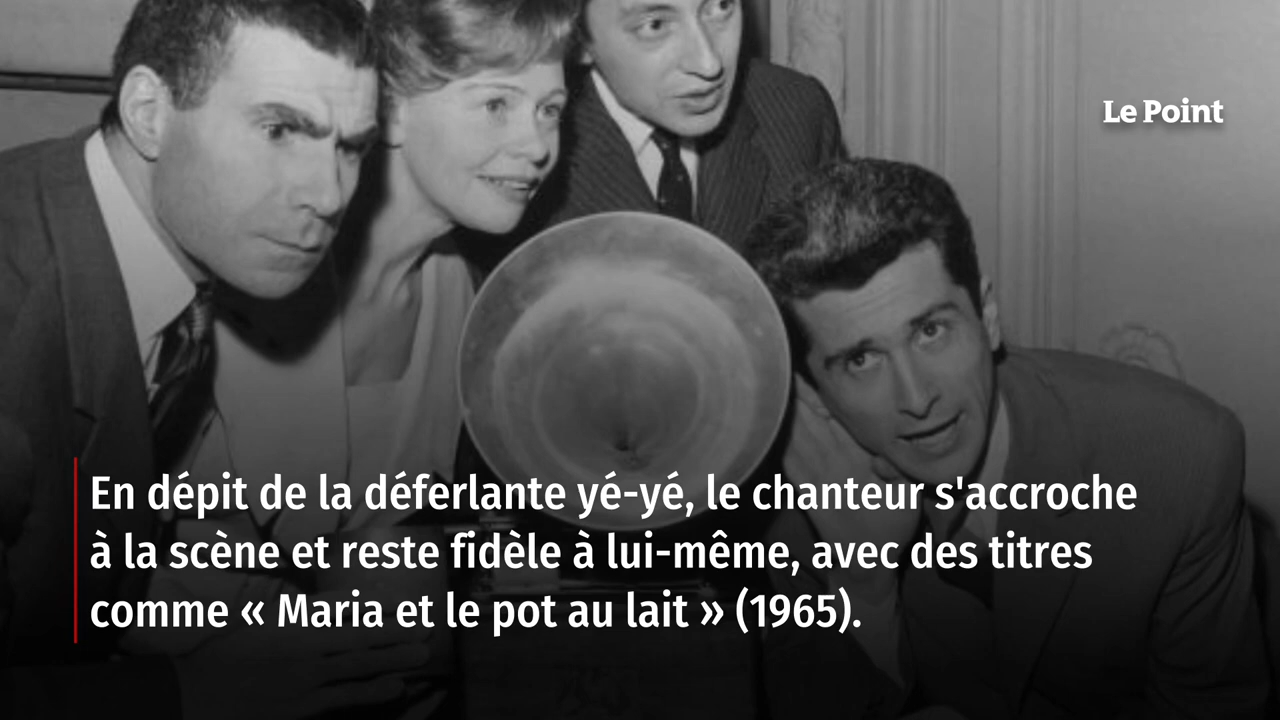 Le Point
En dépit de la déferlante yé-yé, le chanteur s'accroche
à la scène et reste fidèle à lui-même, avec des titres
comme « Maria et le pot au lait » (1965).